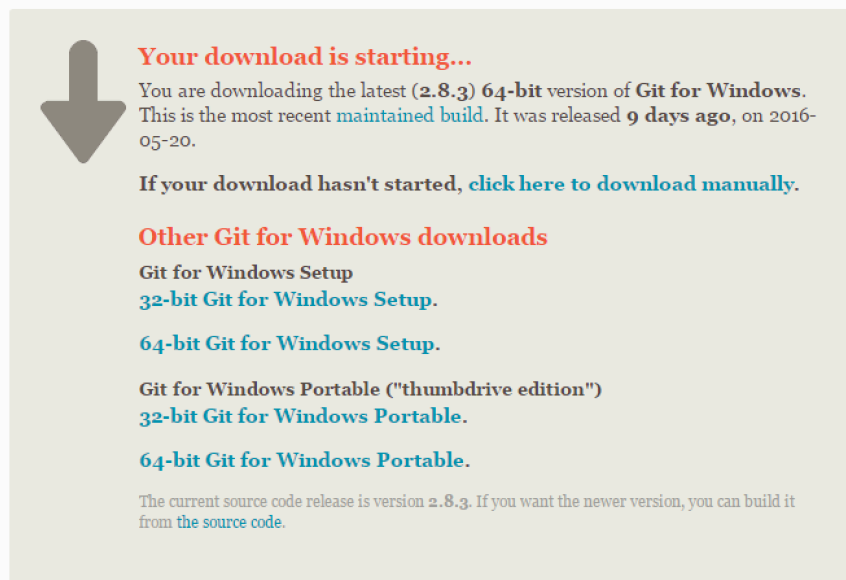 Your download is starting...
You are downloading the latest (2.8.3) 64-bit version of Git for Windows.
This is the most recent maintained build. It was released 9 days ago, on 2016-
05-20.
If your download hasn't started, click here to download manually.
Other Git for Windows downloads
Git for Windows Setup
32-bit Git for Windows Setup.
64-bit Git for Windows Setup.
Git for Windows Portable ("thumbdrive edition")
32-bit Git for Windows Portable.
64-bit Git for Windows Portable.
The current source code release is version 2.8.3. If you want the newer version, you can build it
from the source code.